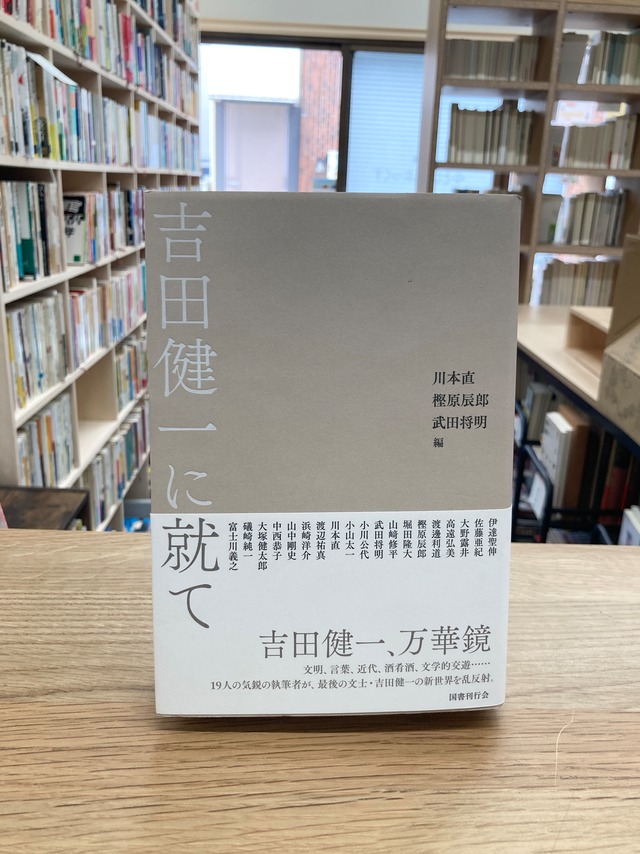 吉田健一に就て
川本直
樫原辰郎
武田将明
編
伊達聖伸
佐藤亜紀
大野露井
高遠弘美
渡邊利道
樫原辰郎
堀田隆大
山﨑修平
武田将明
小川公代
小山太一
川本直
渡辺祐真
浜崎洋介
山中剛史
中西恭子
大塚健太郎
礒崎純一
富士川義之
吉田健一、万華鏡
文明、言葉、近代、酒肴酒、文学的交遊……
19人の気鋭の執筆者が、最後の文士・吉田健一の新世界を乱反射。
国書刊行会